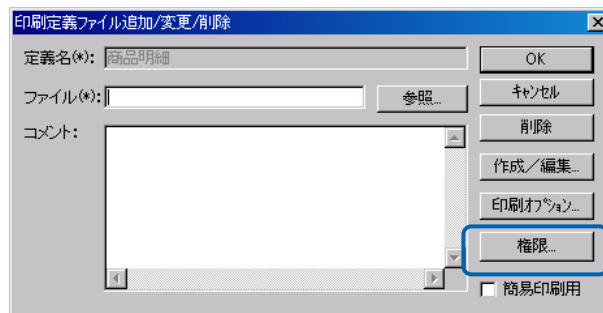 印刷定義ファイル追加/変更/削除
定義名(*): 商品明細
OK
ファイル(*):
参照...
キャンセル
コメント:
削除
作成／編集...
印刷オプション...
権限...
簡易印刷用